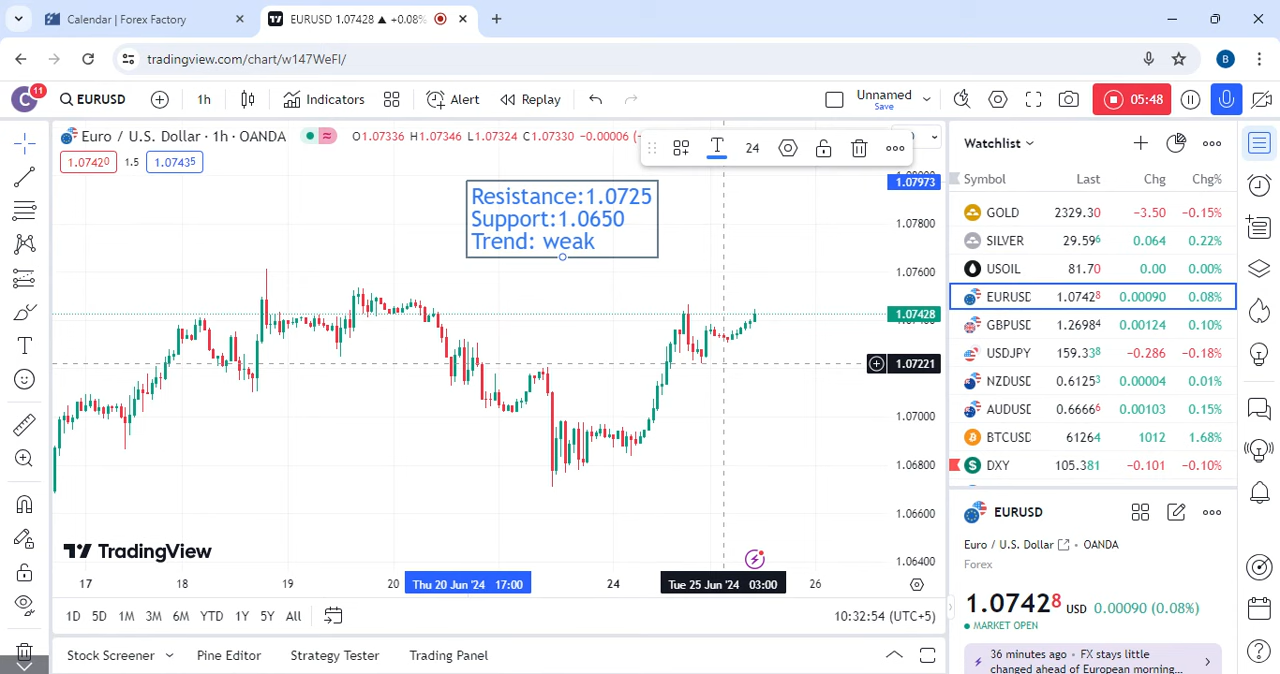 Calendar | Forex Factory
EURUSD 1.07428 ▲ +0.08%
tradingview.com/chart/w147WeFI/
B
C 11
EURUSD
1h
Indicators
Alert
Replay
Unnamed
Save
05:48
Euro / U.S. Dollar · 1h · OANDA
O1.07336 H1.07346 L1.07324 C1.07330 −0.00006
1.07420 1.5 1.07435
24
Resistance:1.0725
Support:1.0650
Trend: weak
1.07973
1.07800
1.07600
1.07428
1.07221
1.07000
1.06800
1.06600
1.06400
TradingView
17 18 19 20 Thu 20 Jun '24 17:00 24 Tue 25 Jun '24 03:00 26
1D 5D 1M 3M 6M YTD 1Y 5Y All
10:32:54 (UTC+5)
Stock Screener
Pine Editor
Strategy Tester
Trading Panel
Watchlist
Symbol Last Chg Chg%
GOLD 2329.30 −3.50 −0.15%
SILVER 29.596 0.064 0.22%
USOIL 81.70 0.00 0.00%
EURUSD 1.07428 0.00090 0.08%
GBPUSD 1.26984 0.00124 0.10%
USDJPY 159.338 −0.286 −0.18%
NZDUSD 0.61253 0.00004 0.01%
AUDUSD 0.66666 0.00103 0.15%
BTCUSD 61264 1012 1.68%
DXY 105.381 −0.101 −0.10%
EURUSD
Euro / U.S. Dollar · OANDA
Forex
1.07428 USD 0.00090 (0.08%)
MARKET OPEN
36 minutes ago · FX stays little
changed ahead of European morning...